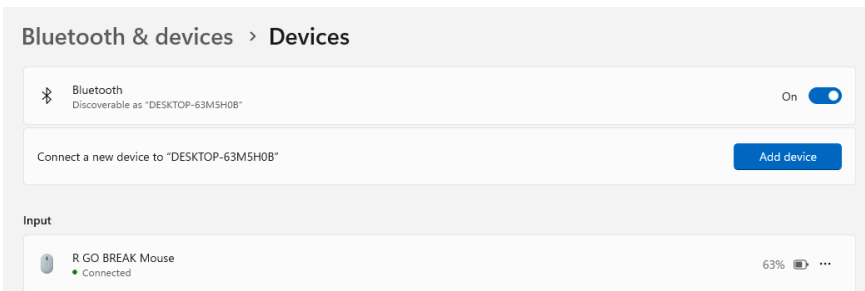 Bluetooth & devices > Devices
Bluetooth
Discoverable as "DESKTOP-63M5H0B"
On
Connect a new device to "DESKTOP-63M5H0B"
Add device
Input
R GO BREAK Mouse
Connected
63%